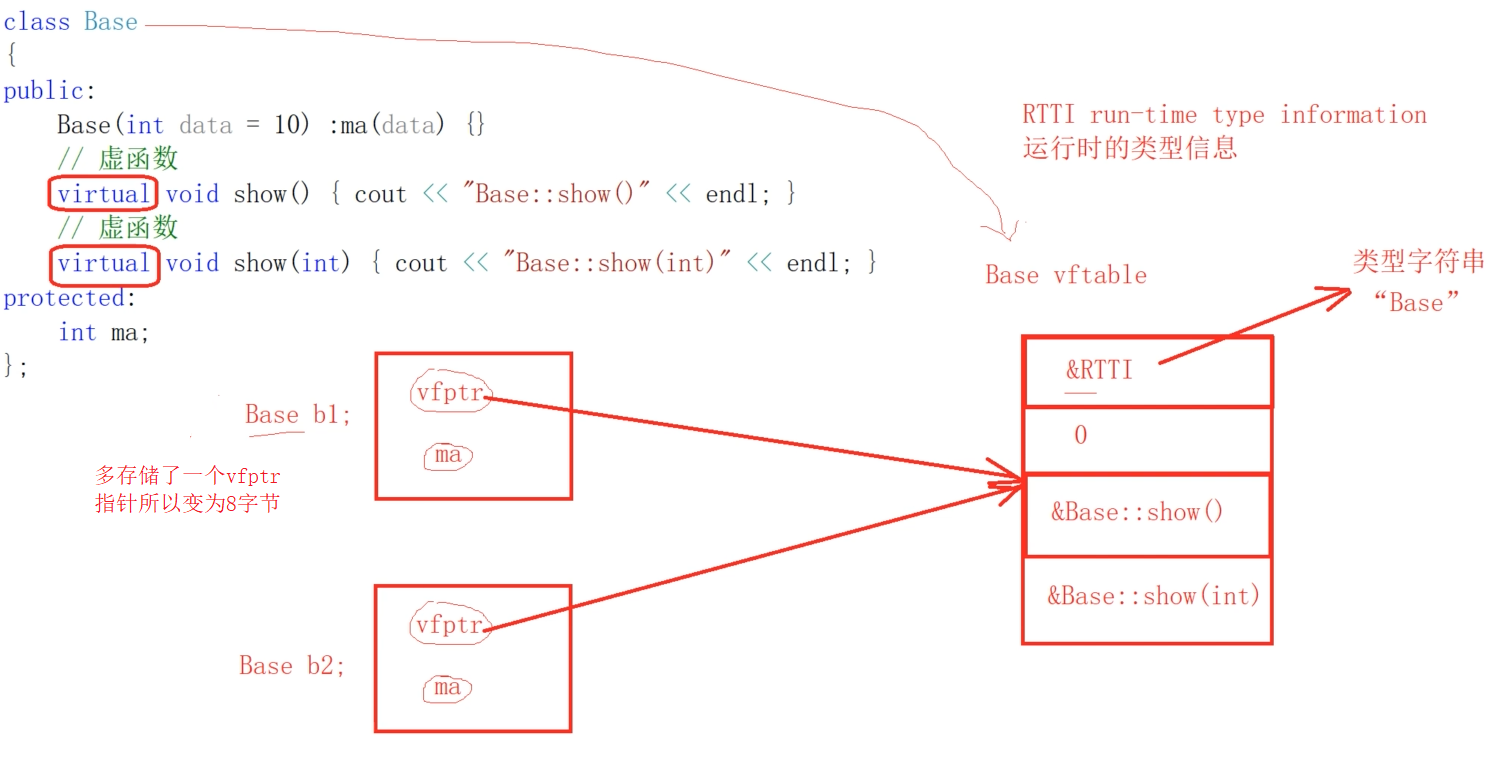 class Base
{
public:
Base(int data = 10) :ma(data) {}
// 虚函数
virtual void show() { cout << "Base::show()" << endl; }
// 虚函数
virtual void show(int) { cout << "Base::show(int)" << endl; }
protected:
int ma;
};
RTTI run-time type information
运行时的类型信息
Base vftable
类型字符串
“Base”
&RTTI
0
&Base::show()
&Base::show(int)
Base b1;
vfptr
ma
多存储了一个vfptr
指针所以变为8字节
Base b2;
vfptr
ma